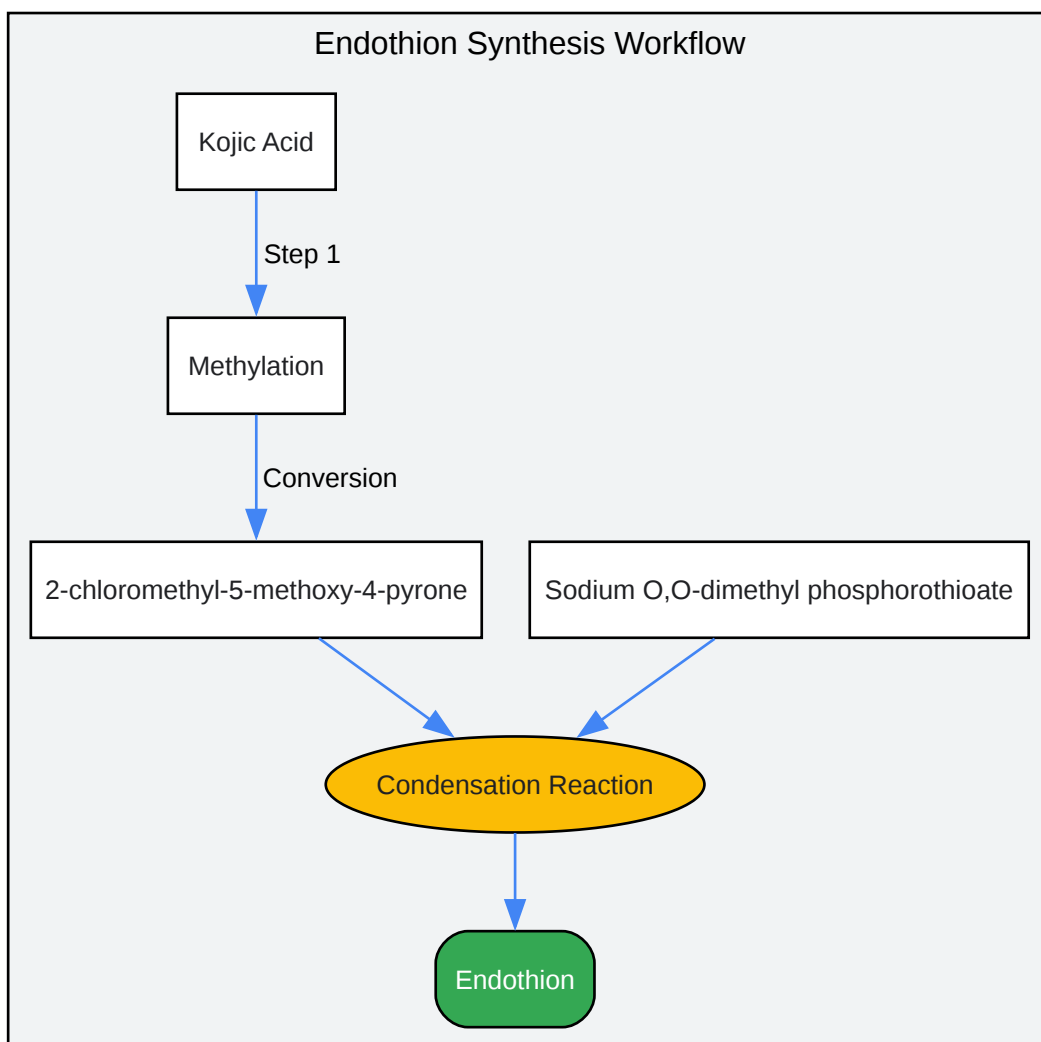 Endothion Synthesis Workflow
Kojic Acid
Step 1
Methylation
Conversion
2-chloromethyl-5-methoxy-4-pyrone
Sodium O,O-dimethyl phosphorothioate
Condensation Reaction
Endothion